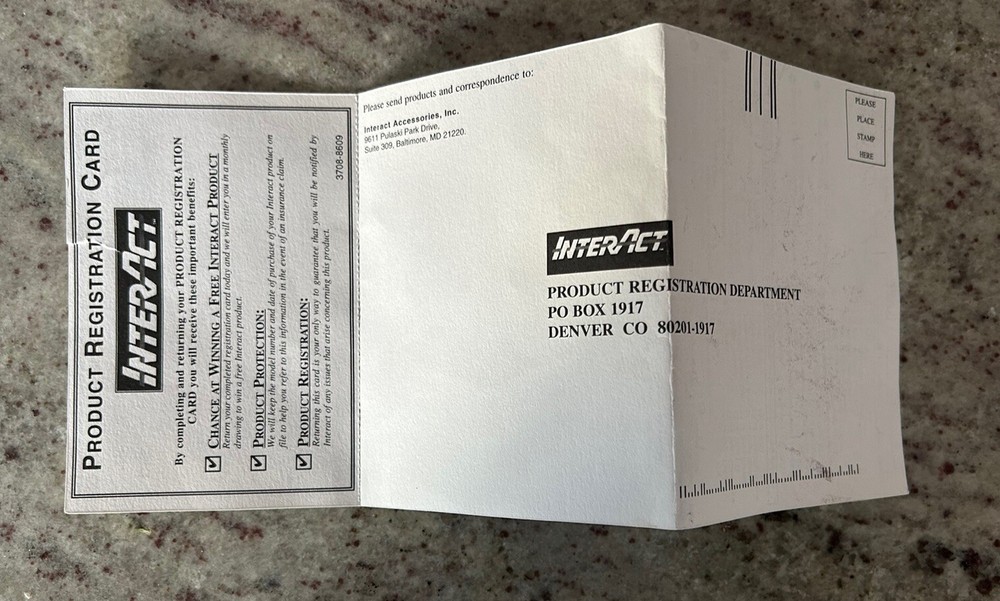 PRODUCT REGISTRATION CARD
INTERACT
By completing and returning your PRODUCT REGISTRATION
CARD you will receive these important benefits:
CHANCE AT WINNING A FREE INTERACT PRODUCT
Return your completed registration card today and we will enter you in a monthly
drawing to win a free Interact product.
PRODUCT PROTECTION:
We will keep the model number and date of purchase of your Interact product on
file to help you refer to this information in the event of an insurance claim.
PRODUCT REGISTRATION:
Returning this card is your only way to guarantee that you will be notified by
Interact of any issues that arise concerning this product.
3708-8609
Please send products and correspondence to:
Interact Accessories, Inc.
9611 Pulaski Park Drive,
Suite 309, Baltimore, MD 21220.
INTERACT
PRODUCT REGISTRATION DEPARTMENT
PO BOX 1917
DENVER CO 80201-1917
PLEASE
PLACE
STAMP
HERE